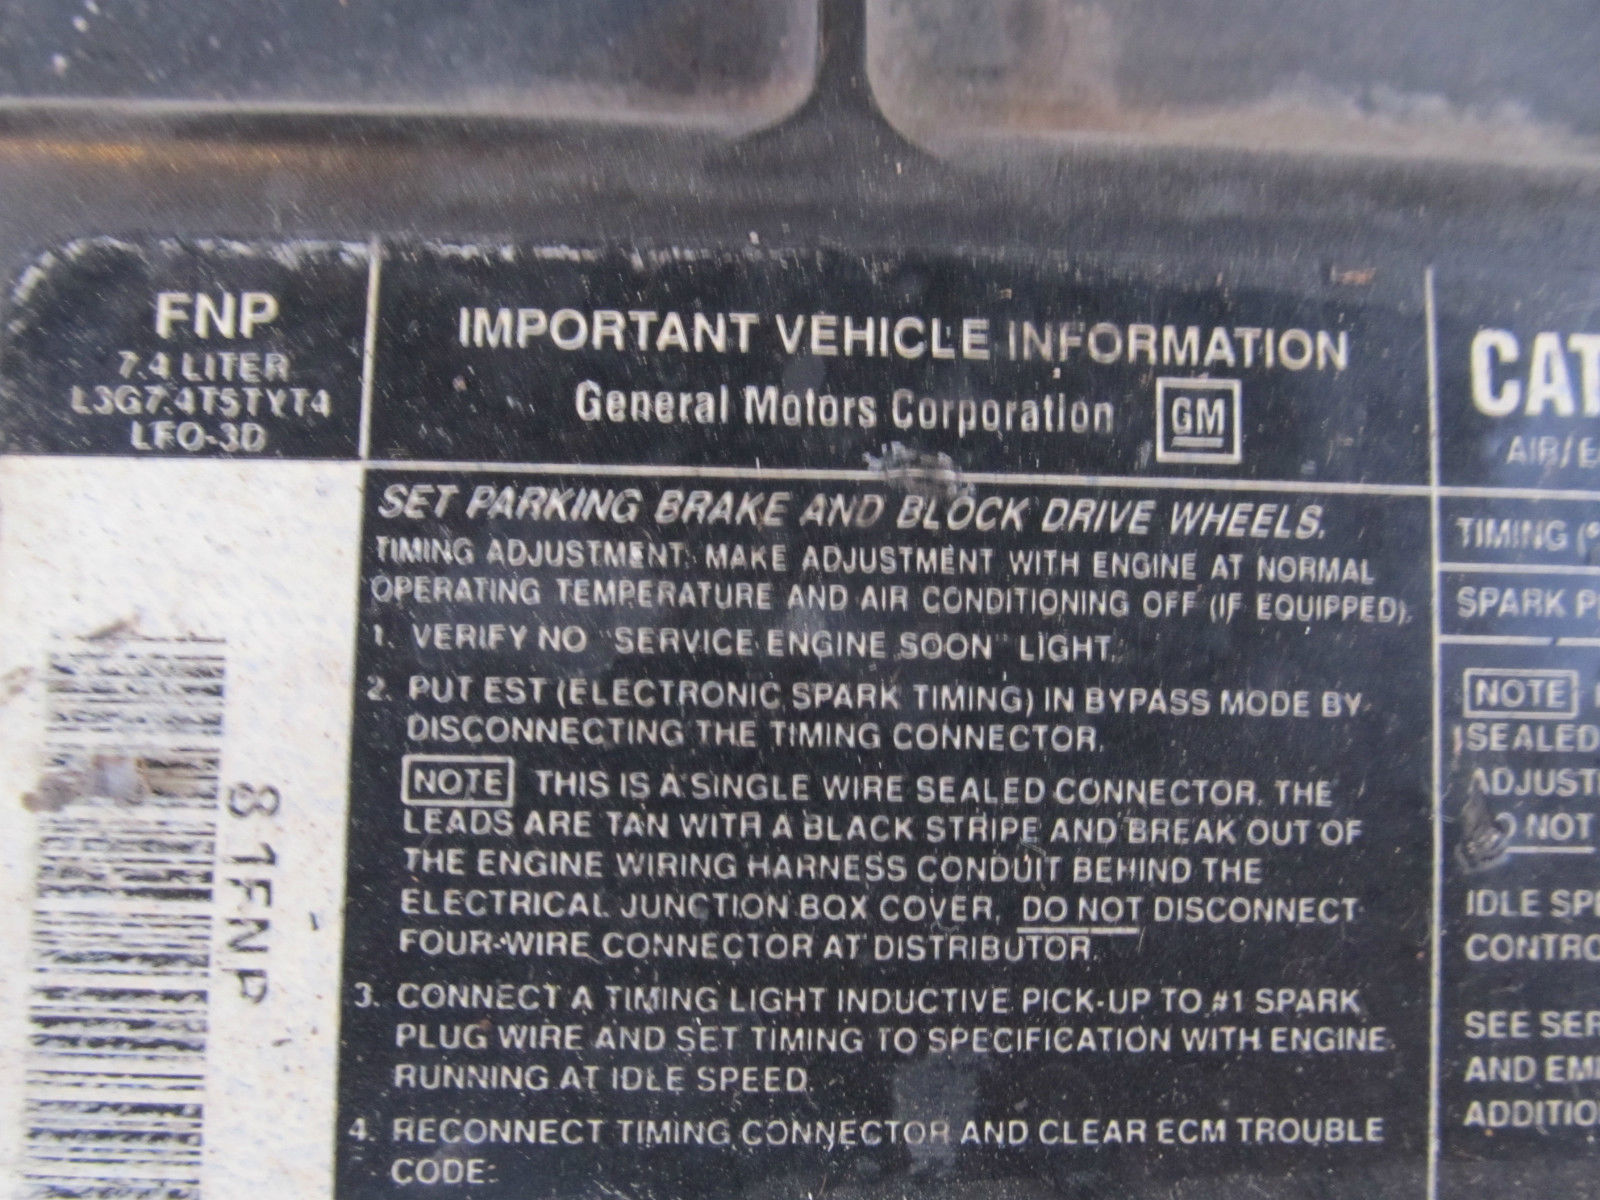 FNP
7.4 LITER
L3G7.4T5TYT4
LFO-3D
81FNP
IMPORTANT VEHICLE INFORMATION
General Motors Corporation GM
SET PARKING BRAKE AND BLOCK DRIVE WHEELS.
TIMING ADJUSTMENT: MAKE ADJUSTMENT WITH ENGINE AT NORMAL
OPERATING TEMPERATURE AND AIR CONDITIONING OFF (IF EQUIPPED).
1. VERIFY NO "SERVICE ENGINE SOON" LIGHT.
2. PUT EST (ELECTRONIC SPARK TIMING) IN BYPASS MODE BY
DISCONNECTING THE TIMING CONNECTOR.
NOTE THIS IS A SINGLE WIRE SEALED CONNECTOR. THE
LEADS ARE TAN WITH A BLACK STRIPE AND BREAK OUT OF
THE ENGINE WIRING HARNESS CONDUIT BEHIND THE
ELECTRICAL JUNCTION BOX COVER. DO NOT DISCONNECT
FOUR-WIRE CONNECTOR AT DISTRIBUTOR.
3. CONNECT A TIMING LIGHT INDUCTIVE PICK-UP TO #1 SPARK
PLUG WIRE AND SET TIMING TO SPECIFICATION WITH ENGINE
RUNNING AT IDLE SPEED.
4. RECONNECT TIMING CONNECTOR AND CLEAR ECM TROUBLE
CODE.
CAT
AIR/E
TIMING (°
SPARK P
NOTE
SEALED
ADJUST
DO NOT
IDLE SP
CONTRO
SEE SER
AND EMI
ADDITIO